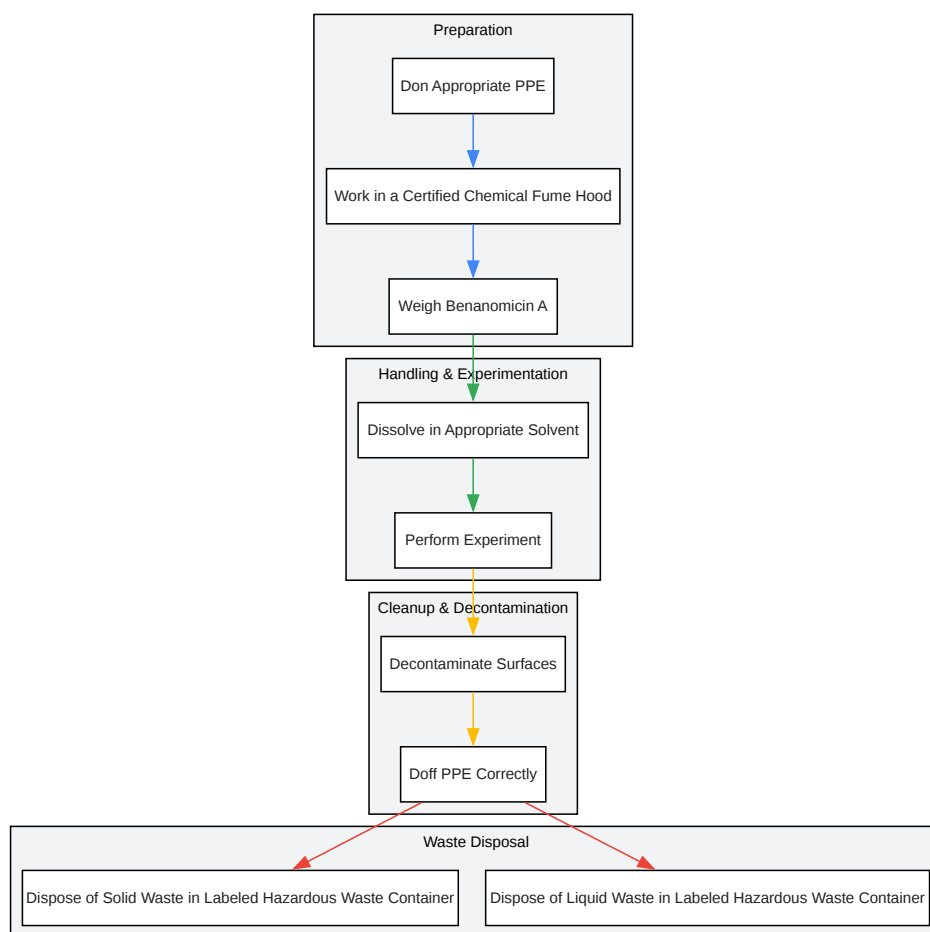 Preparation
Don Appropriate PPE
Work in a Certified Chemical Fume Hood
Weigh Benanomicin A
Handling & Experimentation
Dissolve in Appropriate Solvent
Perform Experiment
Cleanup & Decontamination
Decontaminate Surfaces
Doff PPE Correctly
Waste Disposal
Dispose of Solid Waste in Labeled Hazardous Waste Container
Dispose of Liquid Waste in Labeled Hazardous Waste Container